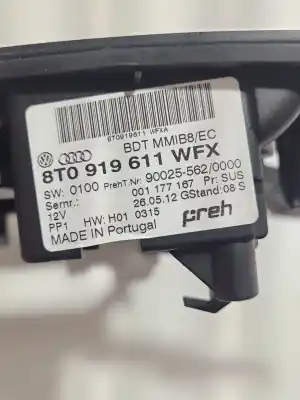 8T0919611 WFXA
BDT MMIB8/EC
8T0 919 611 WFX
SW: 0100 PrehT.Nr: 90025-562/0000
Sernr.: 001 177 167 Pr: SUS
12V 26.05.12 GStand: 08 S
PP1 HW: H01 0315
MADE IN Portugal preh